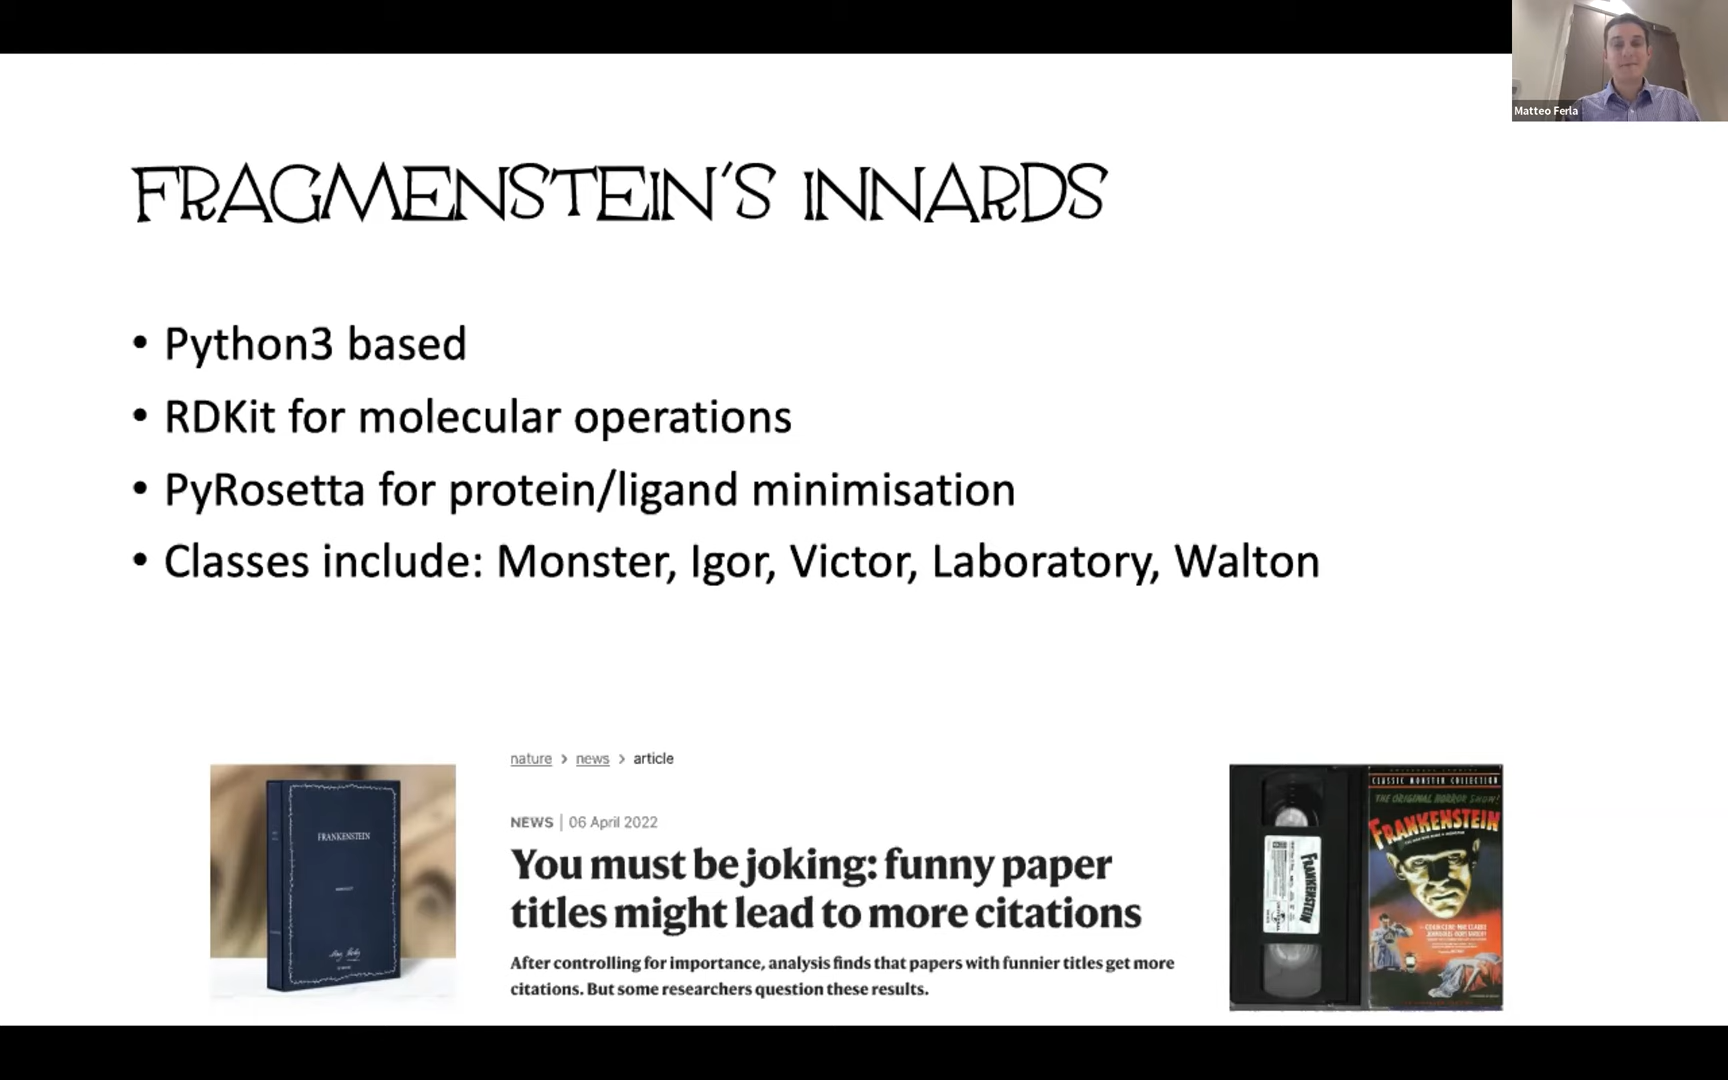 Matteo Ferla
FRAGMENSTEIN'S INNARDS
• Python3 based
• RDKit for molecular operations
• PyRosetta for protein/ligand minimisation
• Classes include: Monster, Igor, Victor, Laboratory, Walton
nature > news > article
NEWS | 06 April 2022
You must be joking: funny paper
titles might lead to more citations
After controlling for importance, analysis finds that papers with funnier titles get more
citations. But some researchers question these results.
FRANKENSTEIN
CLASSIC MONSTER COLLECTION
THE ORIGINAL HORROR SHOW!
FRANKENSTEIN
FRANKENSTEIN